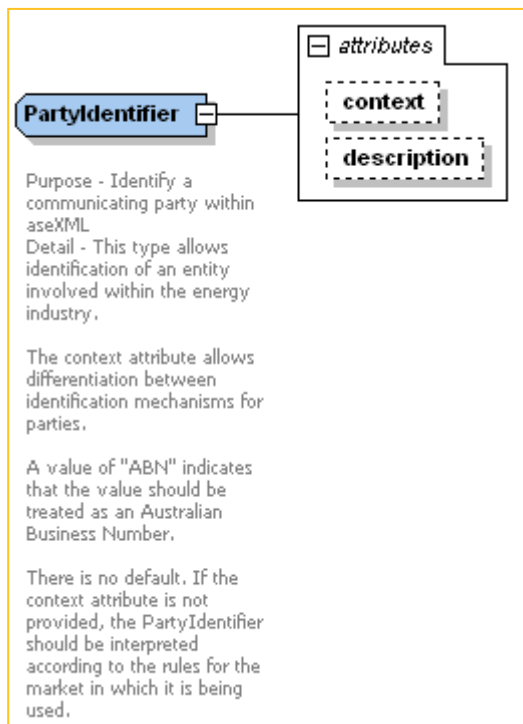 attributes
context
PartyIdentifier
description
Purpose - Identify a
communicating party within
aseXML
Detail - This type allows
identification of an entity
involved within the energy
industry.
The context attribute allows
differentiation between
identification mechanisms for
parties.
A value of "ABN" indicates
that the value should be
treated as an Australian
Business Number.
There is no default. If the
context attribute is not
provided, the PartyIdentifier
should be interpreted
according to the rules for the
market in which it is being
used.